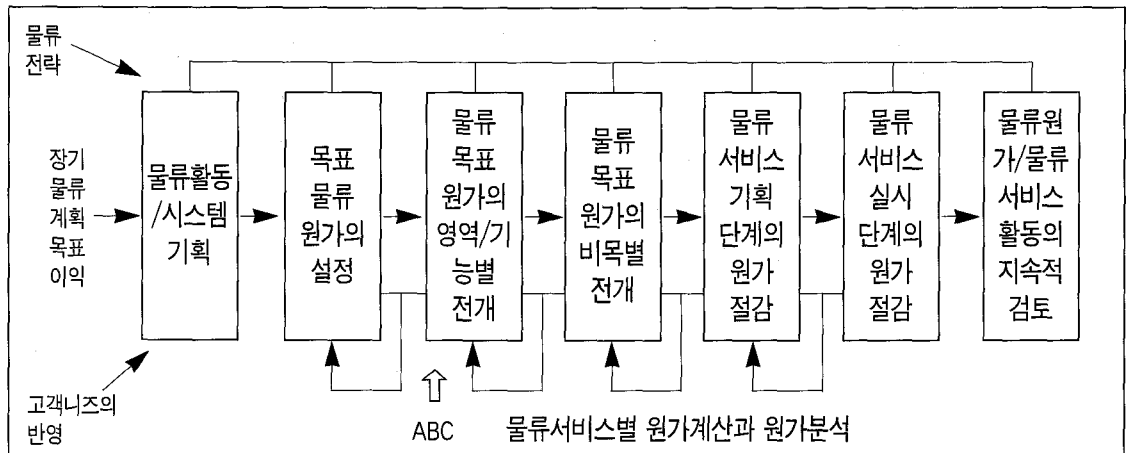 물류
전략
장기
물류
계획
목표
이익
고객니즈의
반영
물류활동
/시스템
기획
목표
물류
원가의
설정
물류
목표
원가의
영역/기
능별
전개
물류
목표
원가의
비목별
전개
물류
서비스
기획
단계의
원가
절감
물류
서비스
실시
단계의
원가
절감
물류원
가/물류
서비스
활동의
지속적
검토
ABC
물류서비스별 원가계산과 원가분석